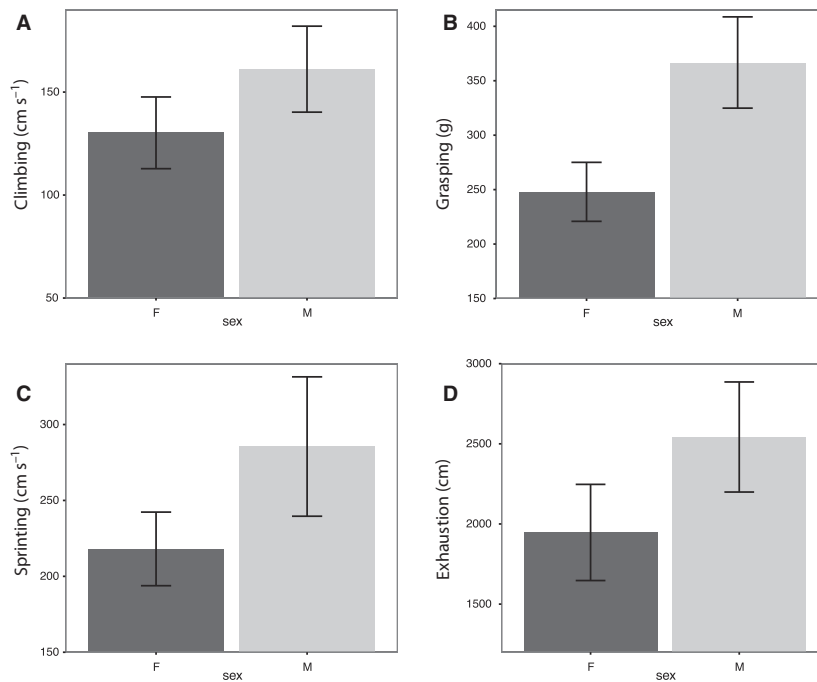 A
Climbing (cm s⁻¹)
150
100
50
F
M
sex
B
Grasping (g)
400
350
300
250
200
150
F
M
sex
C
Sprinting (cm s⁻¹)
300
250
200
150
F
M
sex
D
Exhaustion (cm)
3000
2500
2000
1500
F
M
sex